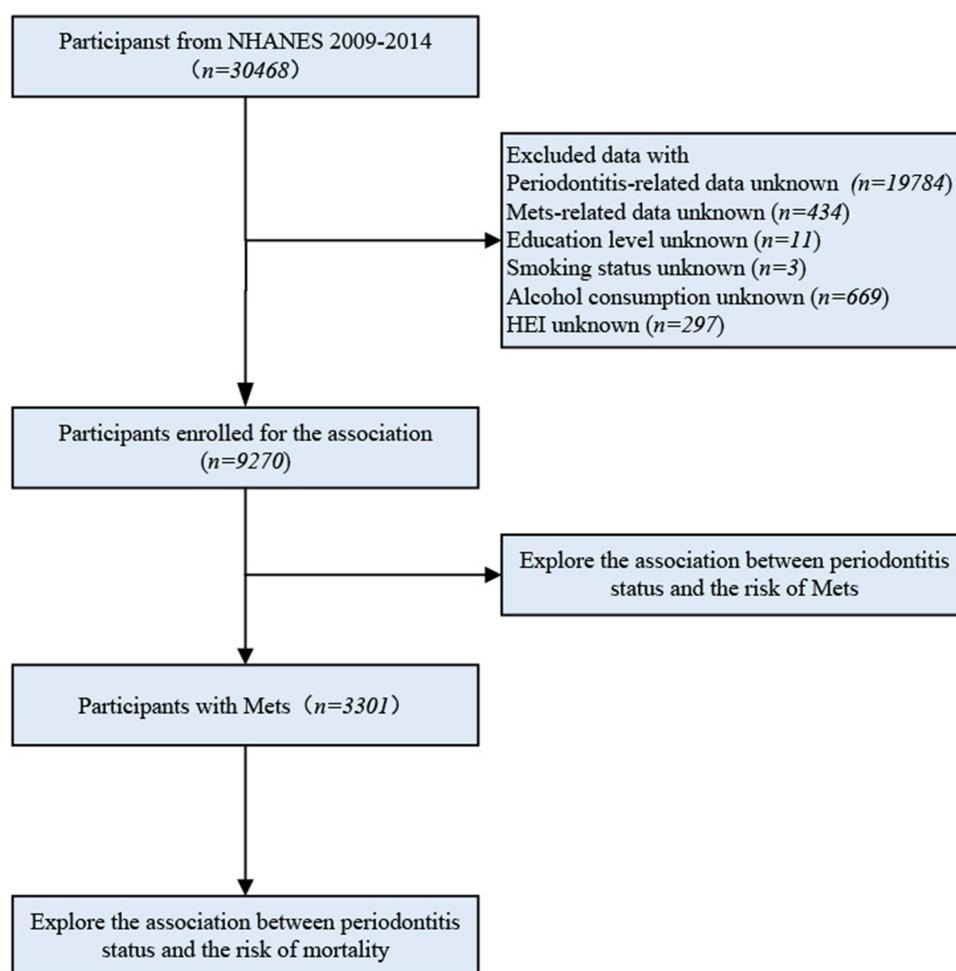 Participanst from NHANES 2009-2014
（n=30468）
Excluded data with
Periodontitis-related data unknown (n=19784)
Mets-related data unknown (n=434)
Education level unknown (n=11)
Smoking status unknown (n=3)
Alcohol consumption unknown (n=669)
HEI unknown (n=297)
Participants enrolled for the association
(n=9270)
Explore the association between periodontitis
status and the risk of Mets
Participants with Mets（n=3301）
Explore the association between periodontitis
status and the risk of mortality